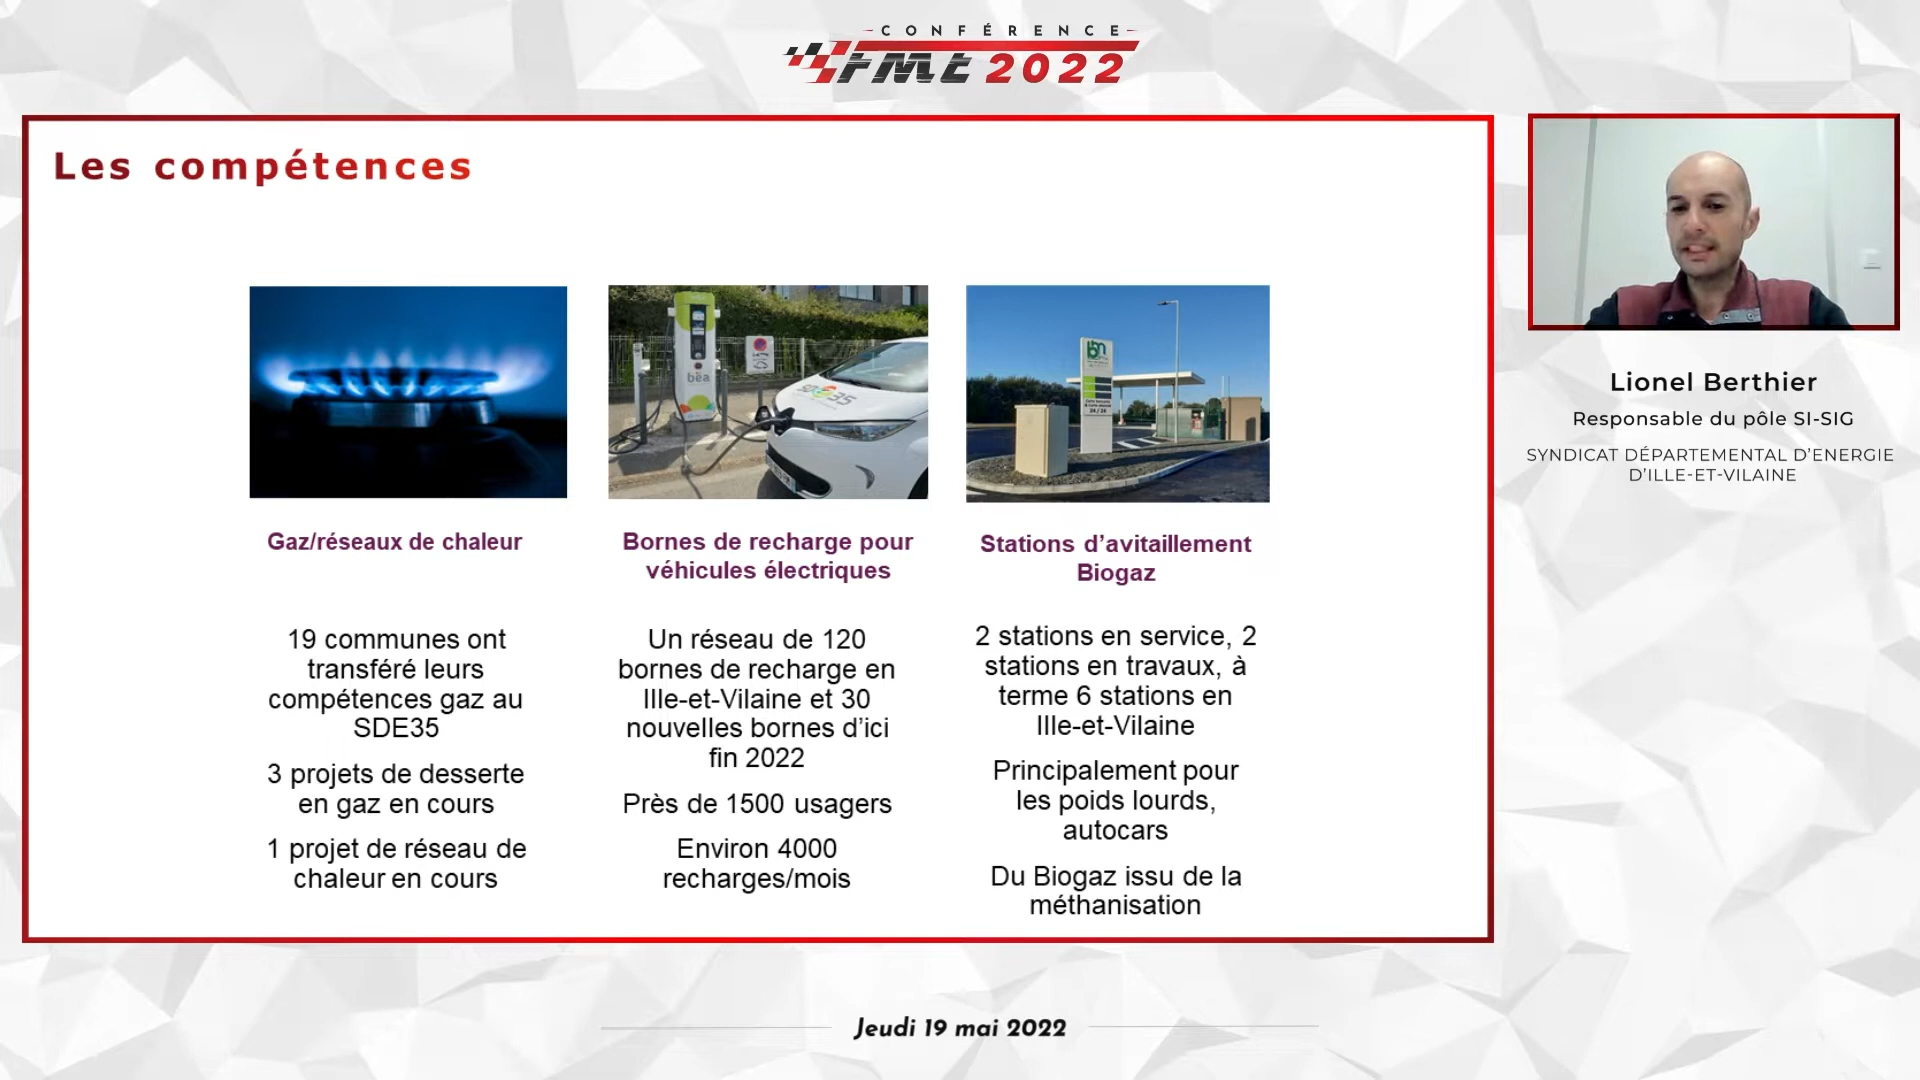 CONFÉRENCE
FME 2022
Les compétences
Lionel Berthier
Responsable du pôle SI-SIG
SYNDICAT DÉPARTEMENTAL D'ENERGIE
D'ILLE-ET-VILAINE
béa
24 / 24
Gaz/réseaux de chaleur
19 communes ont
transféré leurs
compétences gaz au
SDE35
3 projets de desserte
en gaz en cours
1 projet de réseau de
chaleur en cours
Bornes de recharge pour
véhicules électriques
Un réseau de 120
bornes de recharge en
Ille-et-Vilaine et 30
nouvelles bornes d'ici
fin 2022
Près de 1500 usagers
Environ 4000
recharges/mois
Stations d'avitaillement
Biogaz
2 stations en service, 2
stations en travaux, à
terme 6 stations en
Ille-et-Vilaine
Principalement pour
les poids lourds,
autocars
Du Biogaz issu de la
méthanisation
Jeudi 19 mai 2022